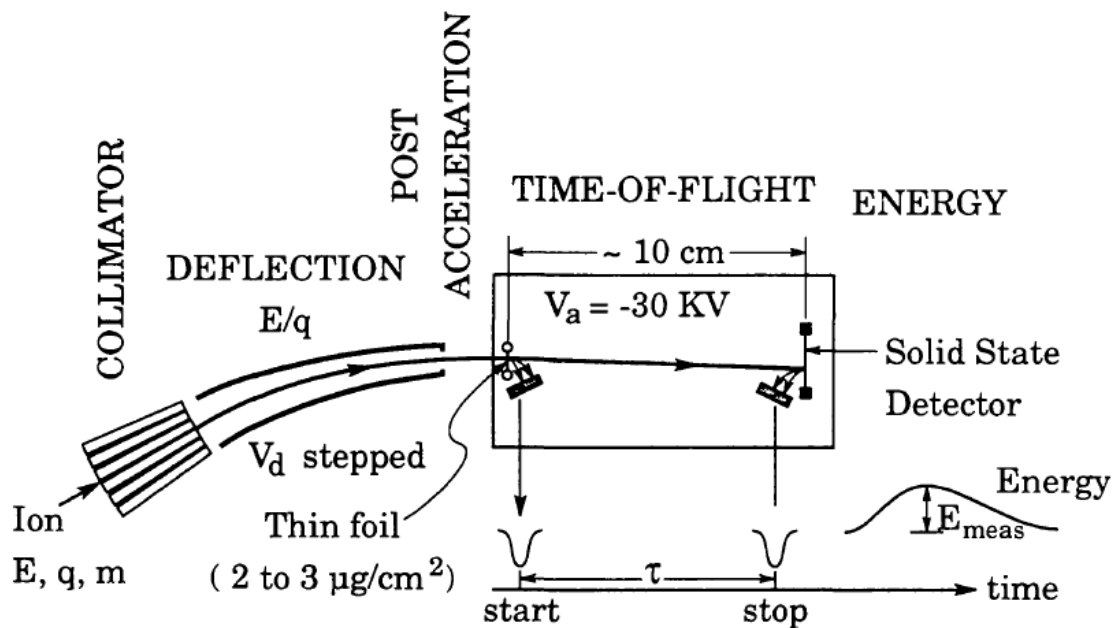 COLLIMATOR
DEFLECTION
E/q
POST
ACCELERATION
TIME-OF-FLIGHT
ENERGY
~ 10 cm
V_a = -30 KV
Solid State
Detector
V_d stepped
Ion
E, q, m
Thin foil
( 2 to 3 μg/cm²)
Energy
E_meas
τ
time
start
stop